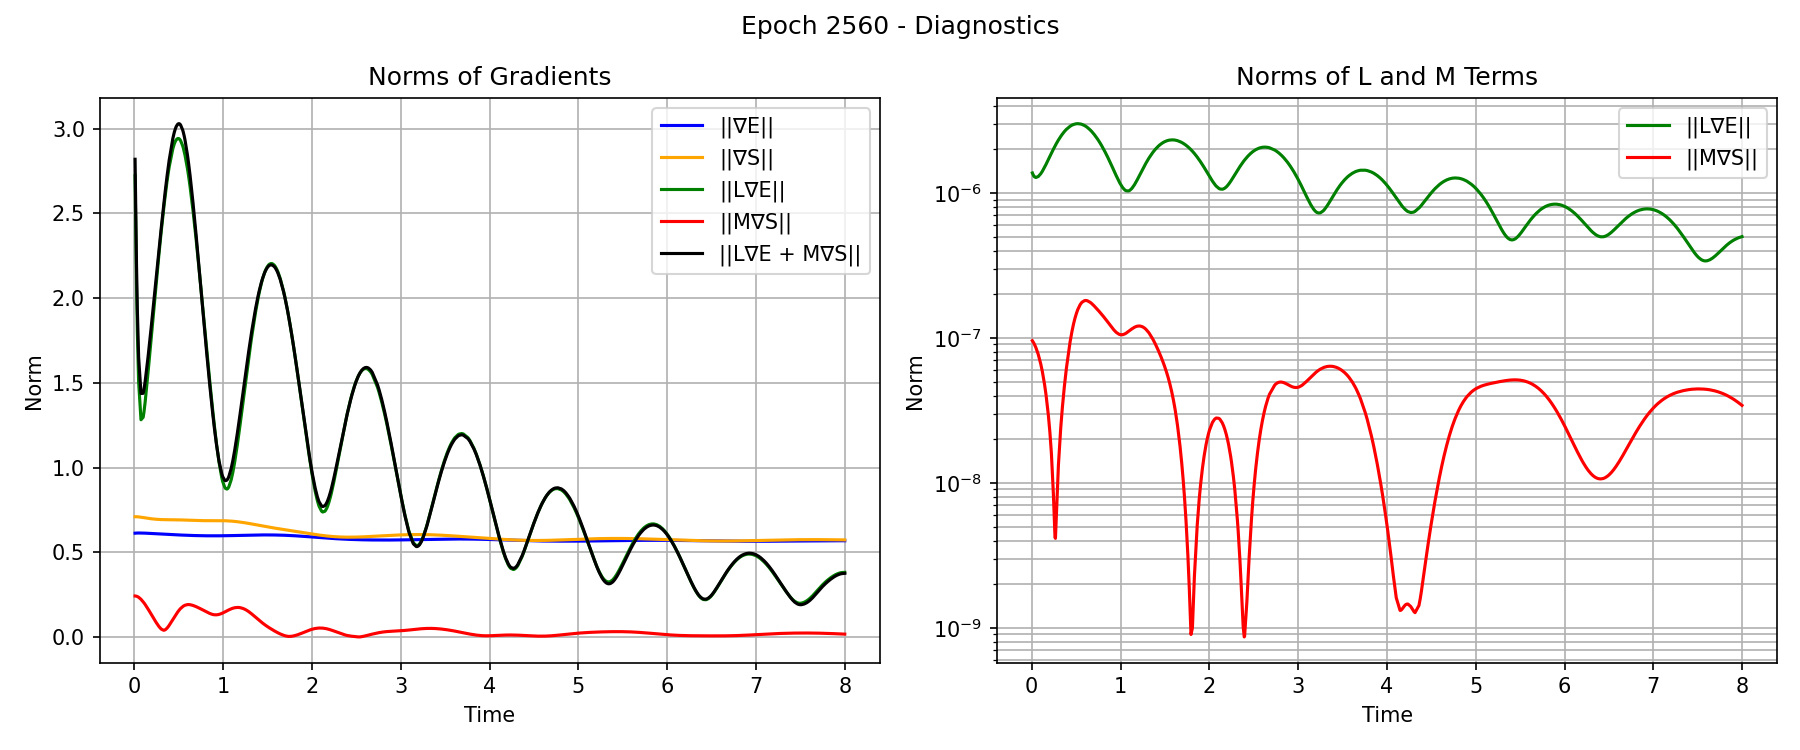 Epoch 2560 - Diagnostics
Norms of Gradients
Norm
3.0
2.5
2.0
1.5
1.0
0.5
0.0
||∇E||
||∇S||
||L∇E||
||M∇S||
||L∇E + M∇S||
0 1 2 3 4 5 6 7 8
Time
Norms of L and M Terms
Norm
10⁻⁶
10⁻⁷
10⁻⁸
10⁻⁹
||L∇E||
||M∇S||
0 1 2 3 4 5 6 7 8
Time